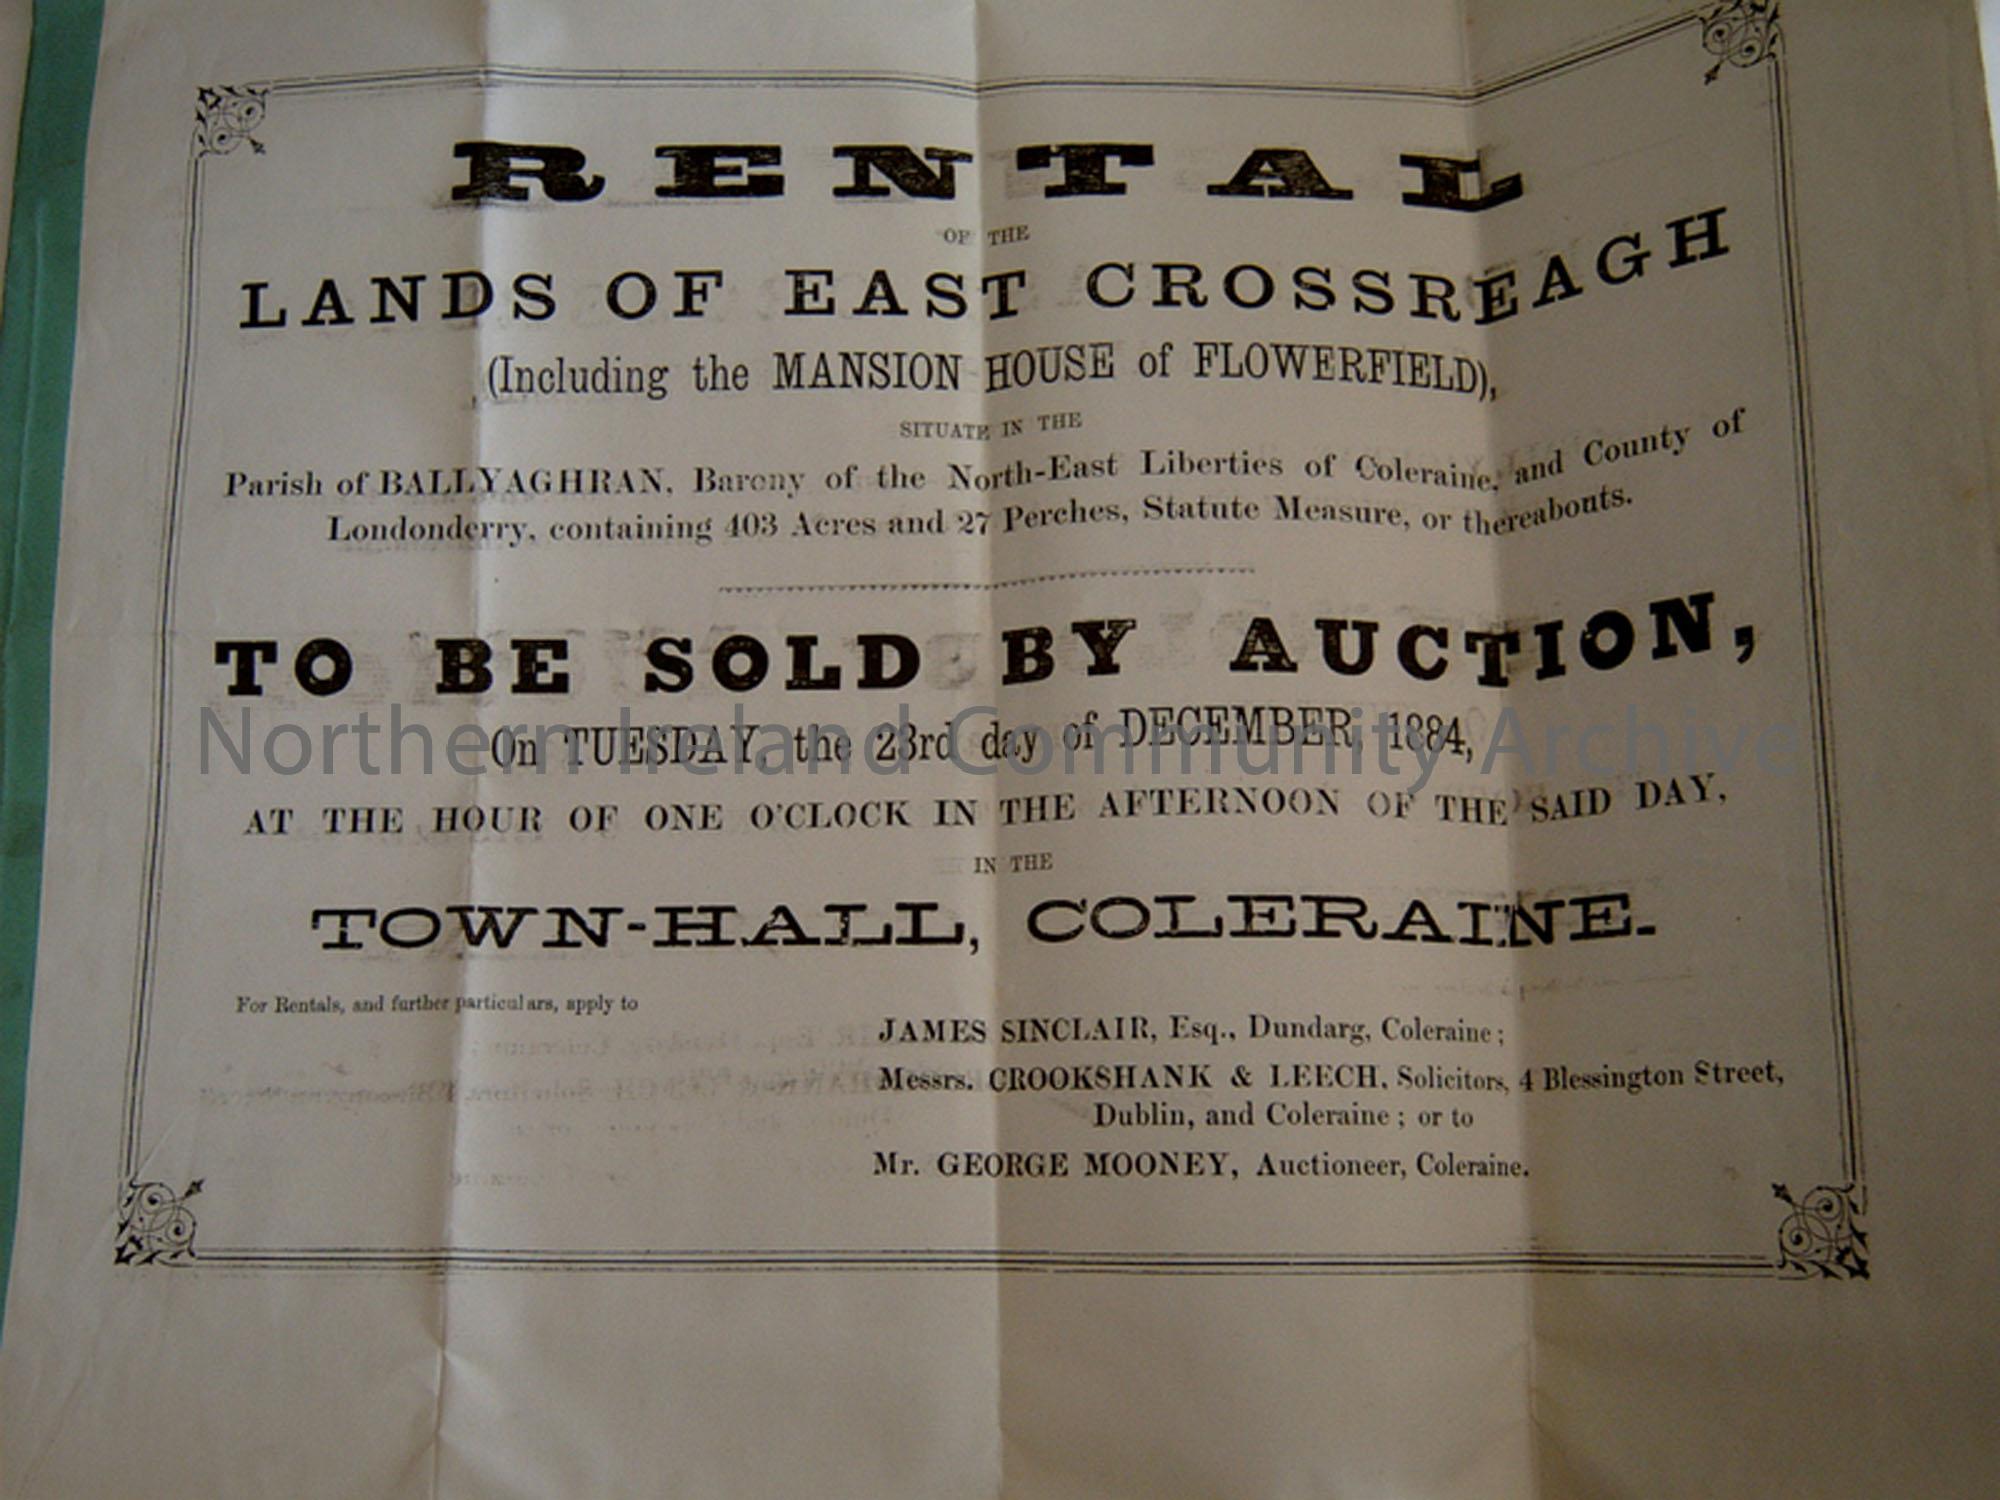 RENTAL
OF THE
LANDS OF EAST CROSSREAGH
(Including the MANSION HOUSE of FLOWERFIELD),
SITUATE IN THE
Parish of BALLYAGHRAN, Barony of the North-East Liberties of Coleraine, and County of
Londonderry, containing 403 Acres and 27 Perches, Statute Measure, or thereabouts.
TO BE SOLD BY AUCTION,
Northern Ireland Community Archive
On TUESDAY, the 23rd day of DECEMBER, 1884,
AT THE HOUR OF ONE O'CLOCK IN THE AFTERNOON OF THE SAID DAY,
IN THE
TOWN-HALL, COLERAINE.
For Rentals, and further particulars, apply to
JAMES SINCLAIR, Esq., Dundarg, Coleraine;
Messrs. CROOKSHANK & LEECH, Solicitors, 4 Blessington Street,
Dublin, and Coleraine; or to
Mr. GEORGE MOONEY, Auctioneer, Coleraine.